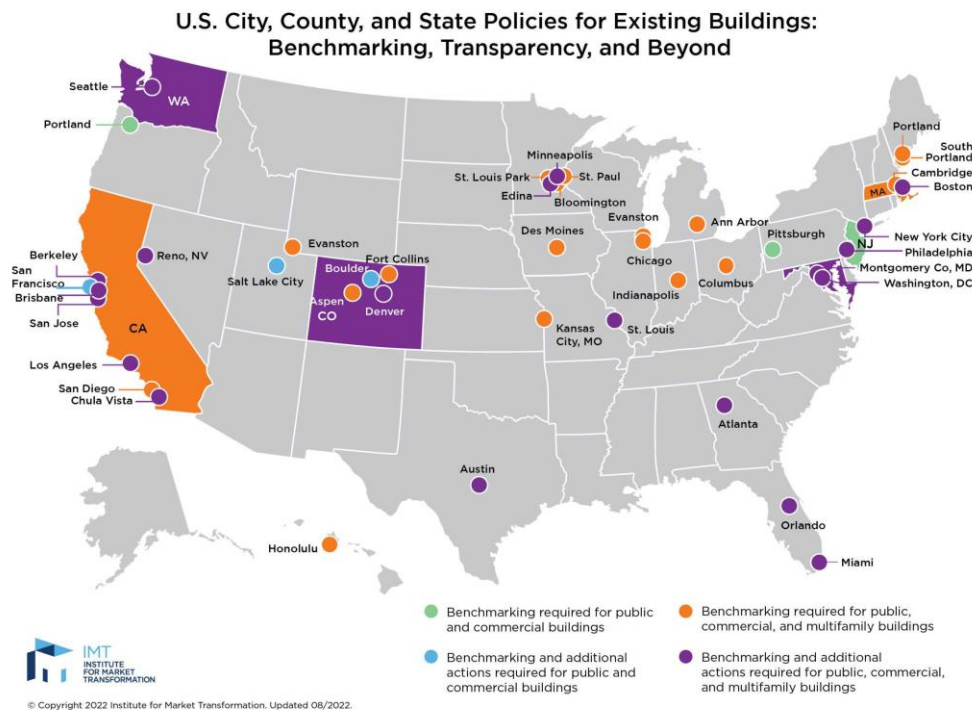 U.S. City, County, and State Policies for Existing Buildings:
Benchmarking, Transparency, and Beyond
Seattle
WA
Portland
Portland
South
Portland
Cambridge
MA
Boston
Minneapolis
St. Louis Park
St. Paul
Edina
Bloomington
Evanston
Ann Arbor
Des Moines
Chicago
Pittsburgh
NJ
New York City
Philadelphia
Montgomery Co, MD
Washington, DC
Indianapolis
Columbus
Evanston
Fort Collins
Boulder
Salt Lake City
Aspen
CO
Denver
Reno, NV
Berkeley
San
Francisco
Brisbane
San Jose
CA
Kansas
City, MO
St. Louis
Los Angeles
San Diego
Chula Vista
Atlanta
Austin
Orlando
Miami
Honolulu
Benchmarking required for public
and commercial buildings
Benchmarking required for public,
commercial, and multifamily buildings
Benchmarking and additional
actions required for public and
commercial buildings
Benchmarking and additional
actions required for public, commercial,
and multifamily buildings
IMT
INSTITUTE
FOR MARKET
TRANSFORMATION
© Copyright 2022 Institute for Market Transformation. Updated 08/2022.